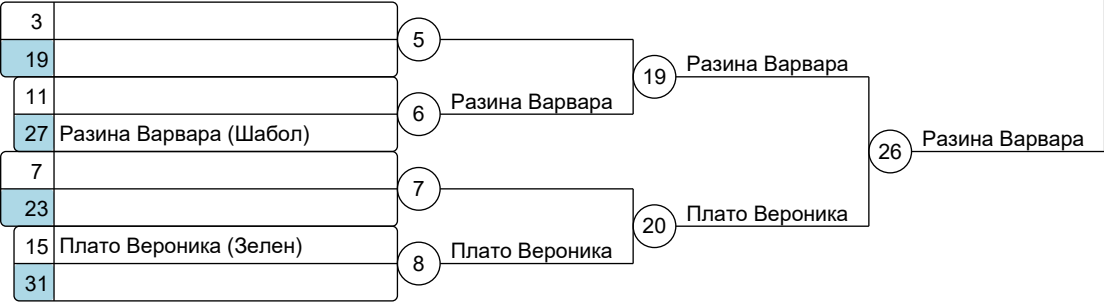 3
5
19
Разина Варвара
19
11
6
Разина Варвара
27 Разина Варвара (Шабол)
26
Разина Варвара
7
7
23
Плато Вероника
20
15 Плато Вероника (Зелен)
8
Плато Вероника
31